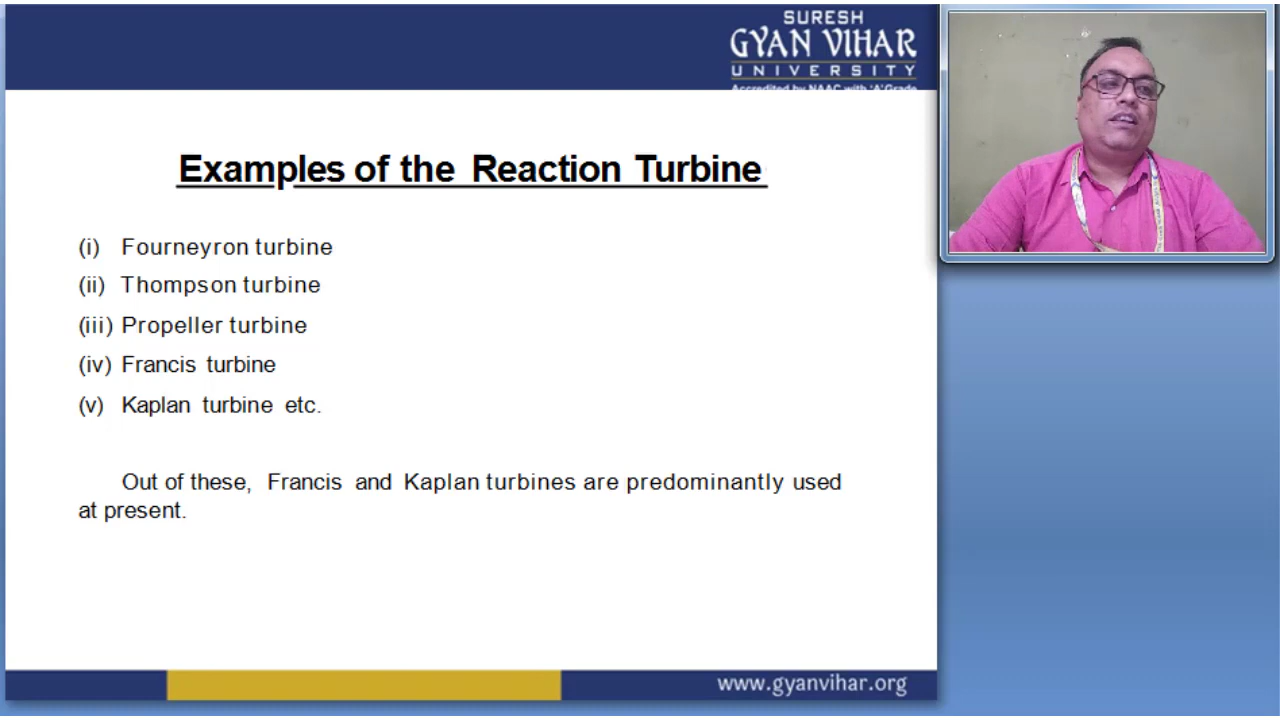 SURESH
GYAN VIHAR
UNIVERSITY
Accredited by NAAC with 'A' Grade
Examples of the Reaction Turbine
(i) Fourneyron turbine
(ii) Thompson turbine
(iii) Propeller turbine
(iv) Francis turbine
(v) Kaplan turbine etc.
Out of these, Francis and Kaplan turbines are predominantly used
at present.
www.gyanvihar.org